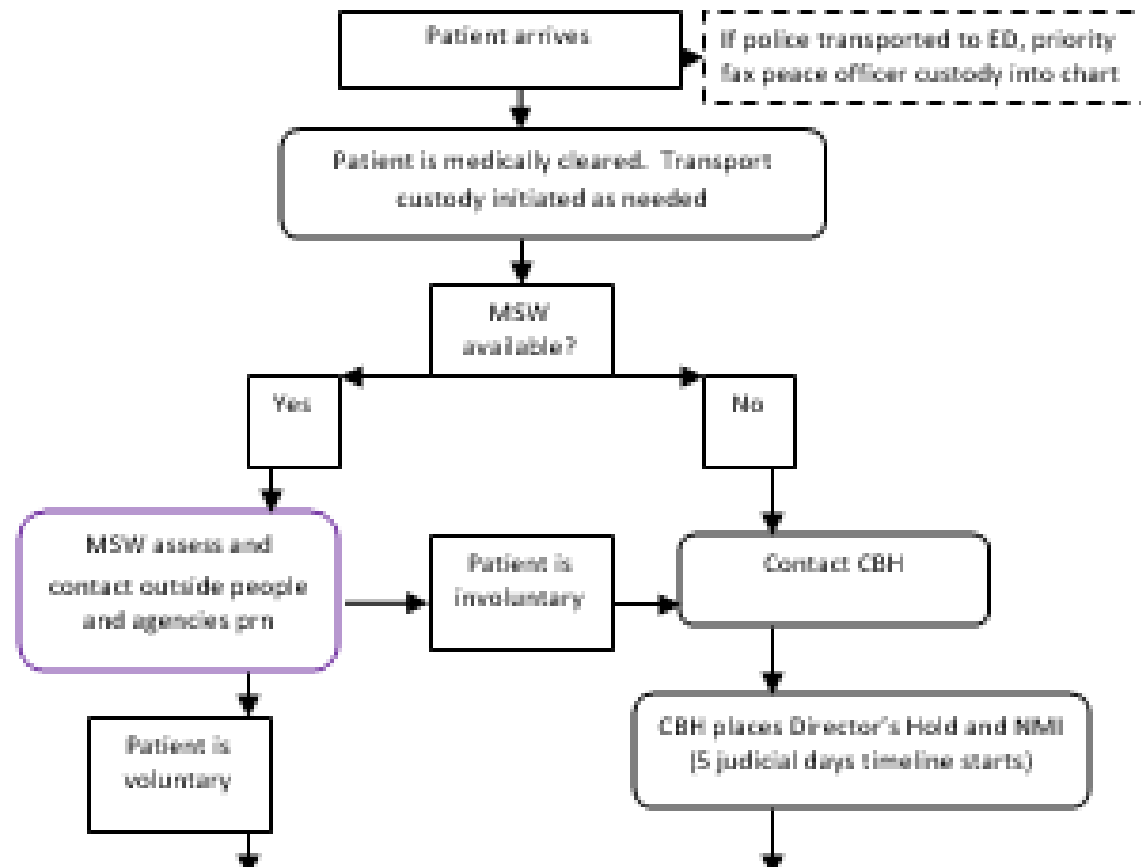 Patient arrives
If police transported to ED, priority
fax peace officer custody into chart
Patient is medically cleared. Transport
custody initiated as needed
MSW
available?
Yes
No
MSW assess and
contact outside people
and agencies prn
Patient is
involuntary
Contact CBH
Patient is
voluntary
CBH places Director's Hold and NMI
(5 judicial days timeline starts)